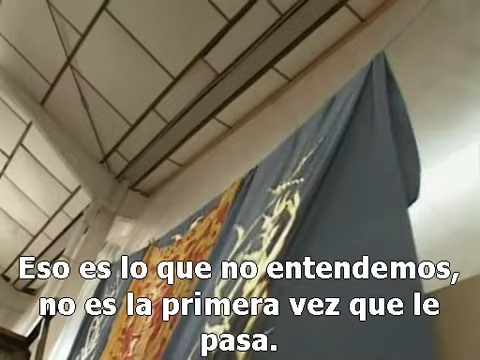 Eso es lo que no entendemos,
no es la primera vez que le
pasa.